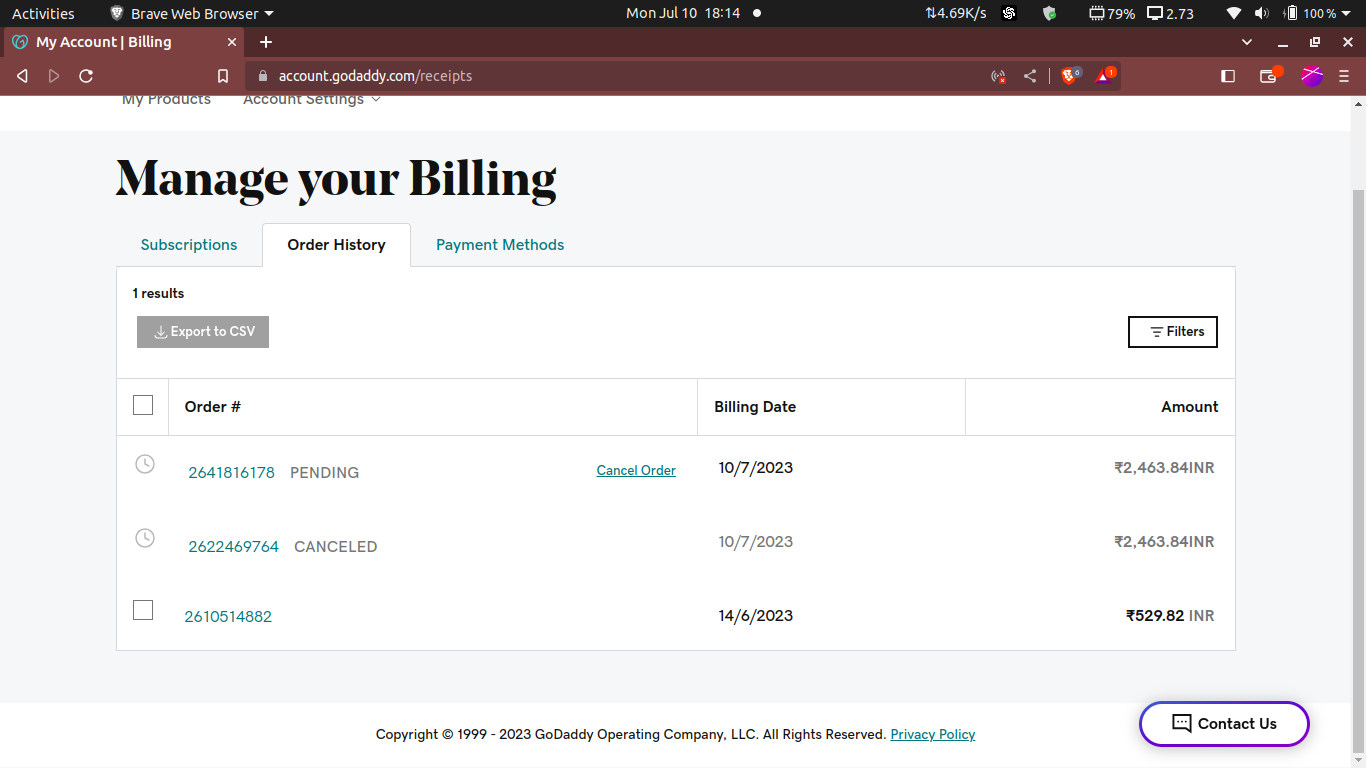 Activities Brave Web Browser Mon Jul 10 18:14 4.69K/s 79% 2.73 100 %
My Account | Billing
account.godaddy.com/receipts 6 1
My Products Account Settings
Manage your Billing
Subscriptions Order History Payment Methods
1 results
Export to CSV Filters
Order # Billing Date Amount
2641816178 PENDING Cancel Order 10/7/2023 ₹2,463.84INR
2622469764 CANCELED 10/7/2023 ₹2,463.84INR
2610514882 14/6/2023 ₹529.82 INR
Contact Us
Copyright © 1999 - 2023 GoDaddy Operating Company, LLC. All Rights Reserved. Privacy Policy